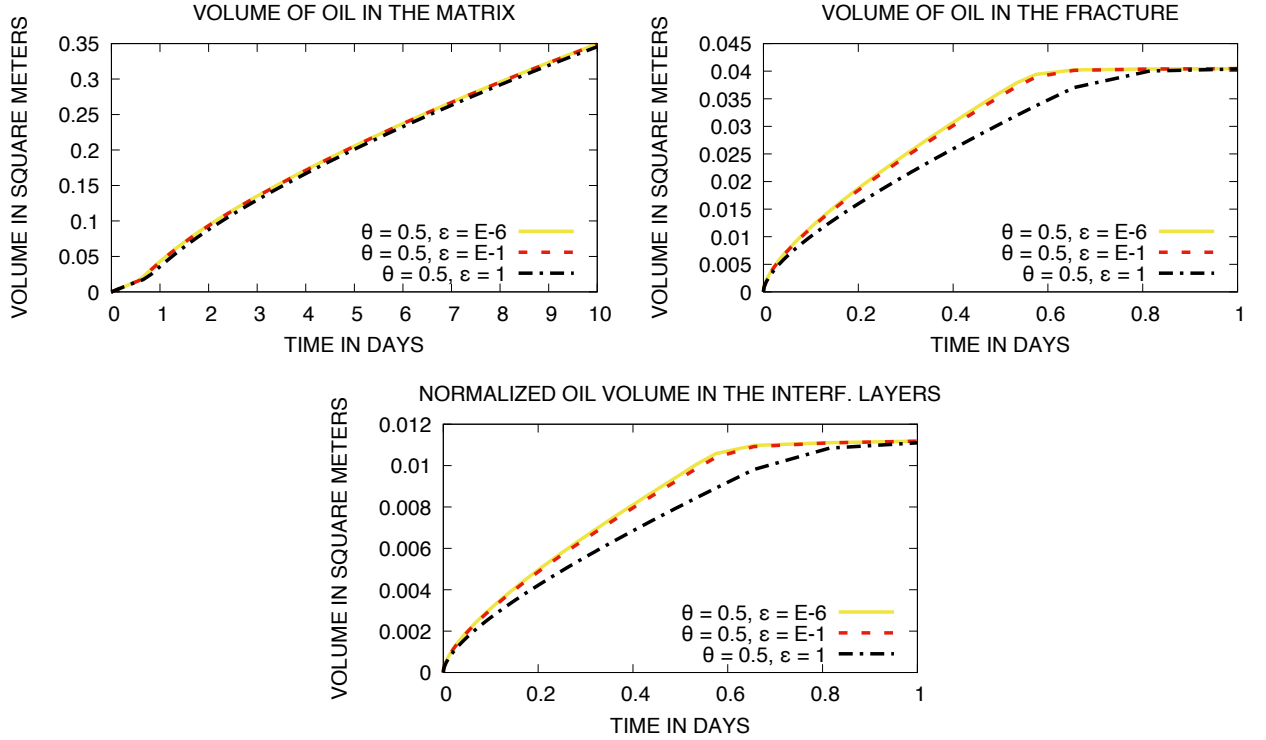 VOLUME OF OIL IN THE MATRIX
VOLUME IN SQUARE METERS
0.35
0.3
0.25
0.2
0.15
0.1
0.05
0
θ = 0.5, ε = E-6
θ = 0.5, ε = E-1
θ = 0.5, ε = 1
0 1 2 3 4 5 6 7 8 9 10
TIME IN DAYS
VOLUME OF OIL IN THE FRACTURE
VOLUME IN SQUARE METERS
0.045
0.04
0.035
0.03
0.025
0.02
0.015
0.01
0.005
0
θ = 0.5, ε = E-6
θ = 0.5, ε = E-1
θ = 0.5, ε = 1
0 0.2 0.4 0.6 0.8 1
TIME IN DAYS
NORMALIZED OIL VOLUME IN THE INTERF. LAYERS
VOLUME IN SQUARE METERS
0.012
0.01
0.008
0.006
0.004
0.002
0
θ = 0.5, ε = E-6
θ = 0.5, ε = E-1
θ = 0.5, ε = 1
0 0.2 0.4 0.6 0.8 1
TIME IN DAYS